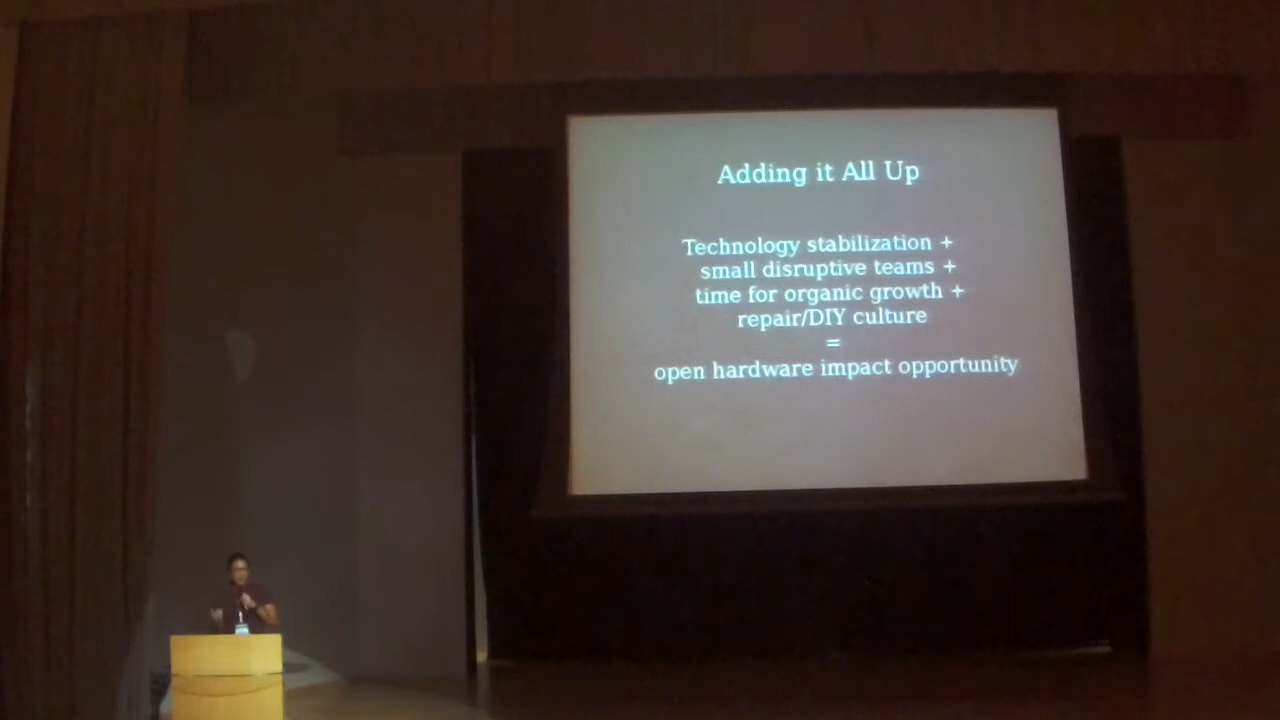 Adding it All Up
Technology stabilization +
small disruptive teams +
time for organic growth +
repair/DIY culture
=
open hardware impact opportunity